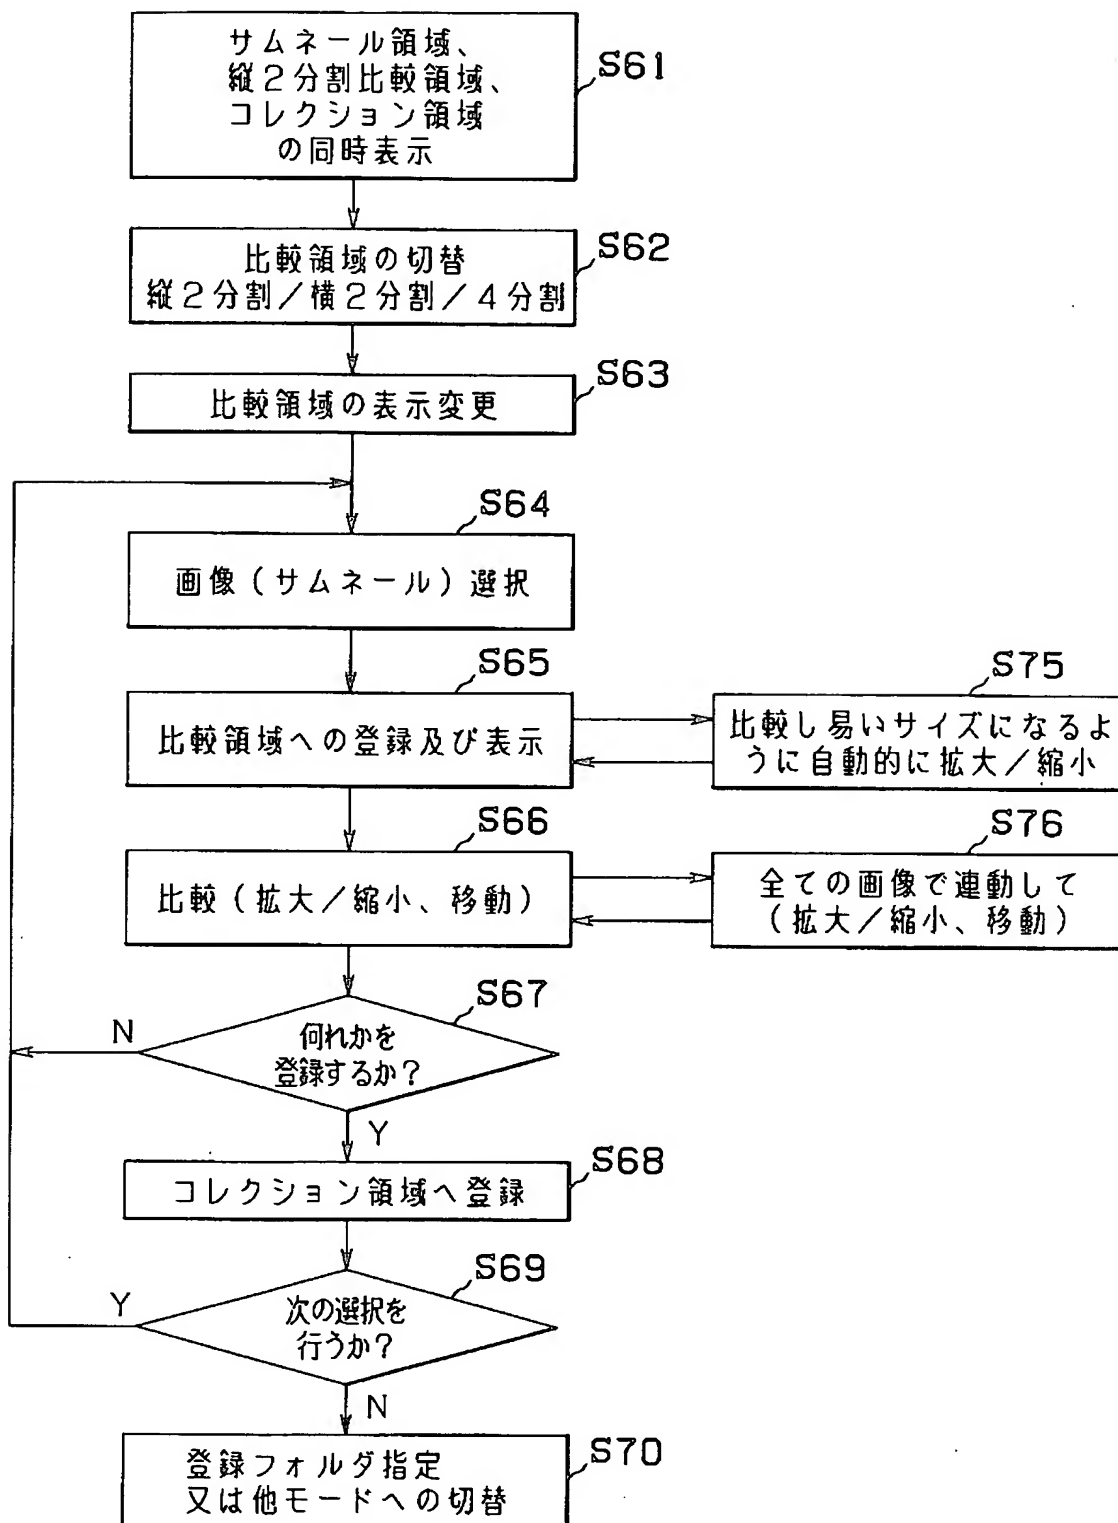 サムネール領域、
縦2分割比較領域、
コレクション領域
の同時表示
S61
比較領域の切替
縦2分割/横2分割/4分割
S62
比較領域の表示変更
S63
S64
画像(サムネール)選択
S65
比較領域への登録及び表示
S75
比較し易いサイズになるよ
うに自動的に拡大/縮小
S66
比較(拡大/縮小、移動)
S76
全ての画像で連動して
(拡大/縮小、移動)
S67
何れかを
登録するか?
N
Y
S68
コレクション領域へ登録
S69
次の選択を
行うか?
Y
N
登録フォルダ指定
又は他モードへの切替
S70